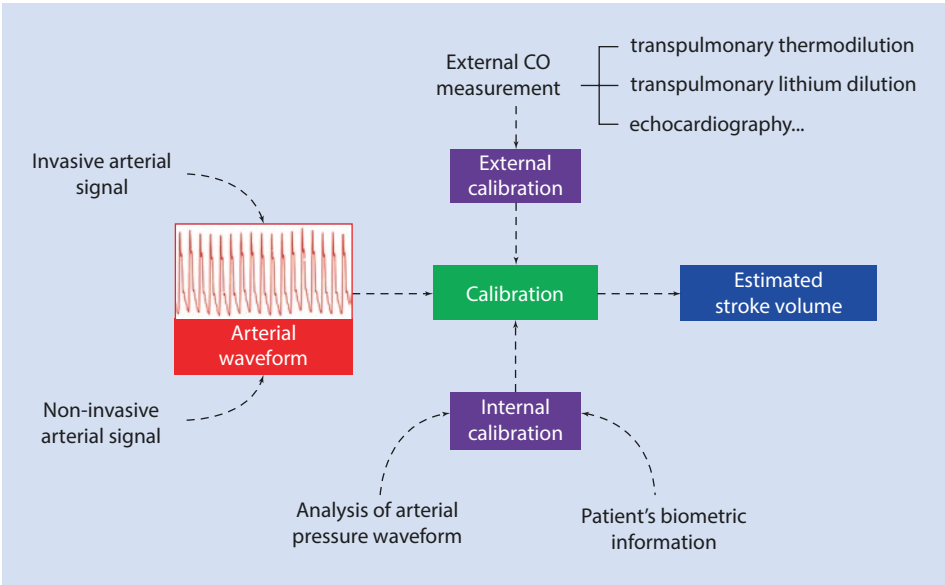 External CO
measurement
transpulmonary thermodilution
transpulmonary lithium dilution
echocardiography...
Invasive arterial
signal
External
calibration
Arterial
waveform
Calibration
Estimated
stroke volume
Non-invasive
arterial signal
Internal
calibration
Analysis of arterial
pressure waveform
Patient's biometric
information